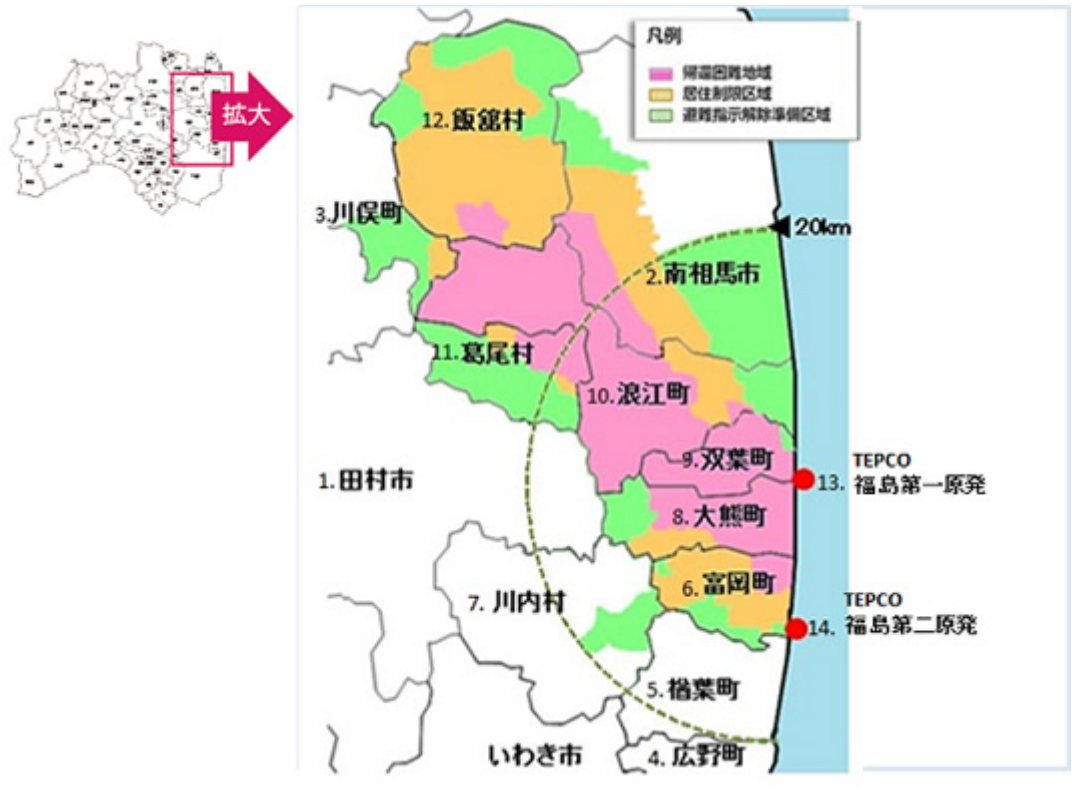 拡大
凡例
帰還困難地域
居住制限区域
避難指示解除準備区域
12.飯舘村
3.川俣町
20km
2.南相馬市
11.葛尾村
10.浪江町
9.双葉町
1.田村市
TEPCO
13.福島第一原発
8.大熊町
6.富岡町
7.川内村
TEPCO
14.福島第二原発
5.楢葉町
いわき市
4.広野町